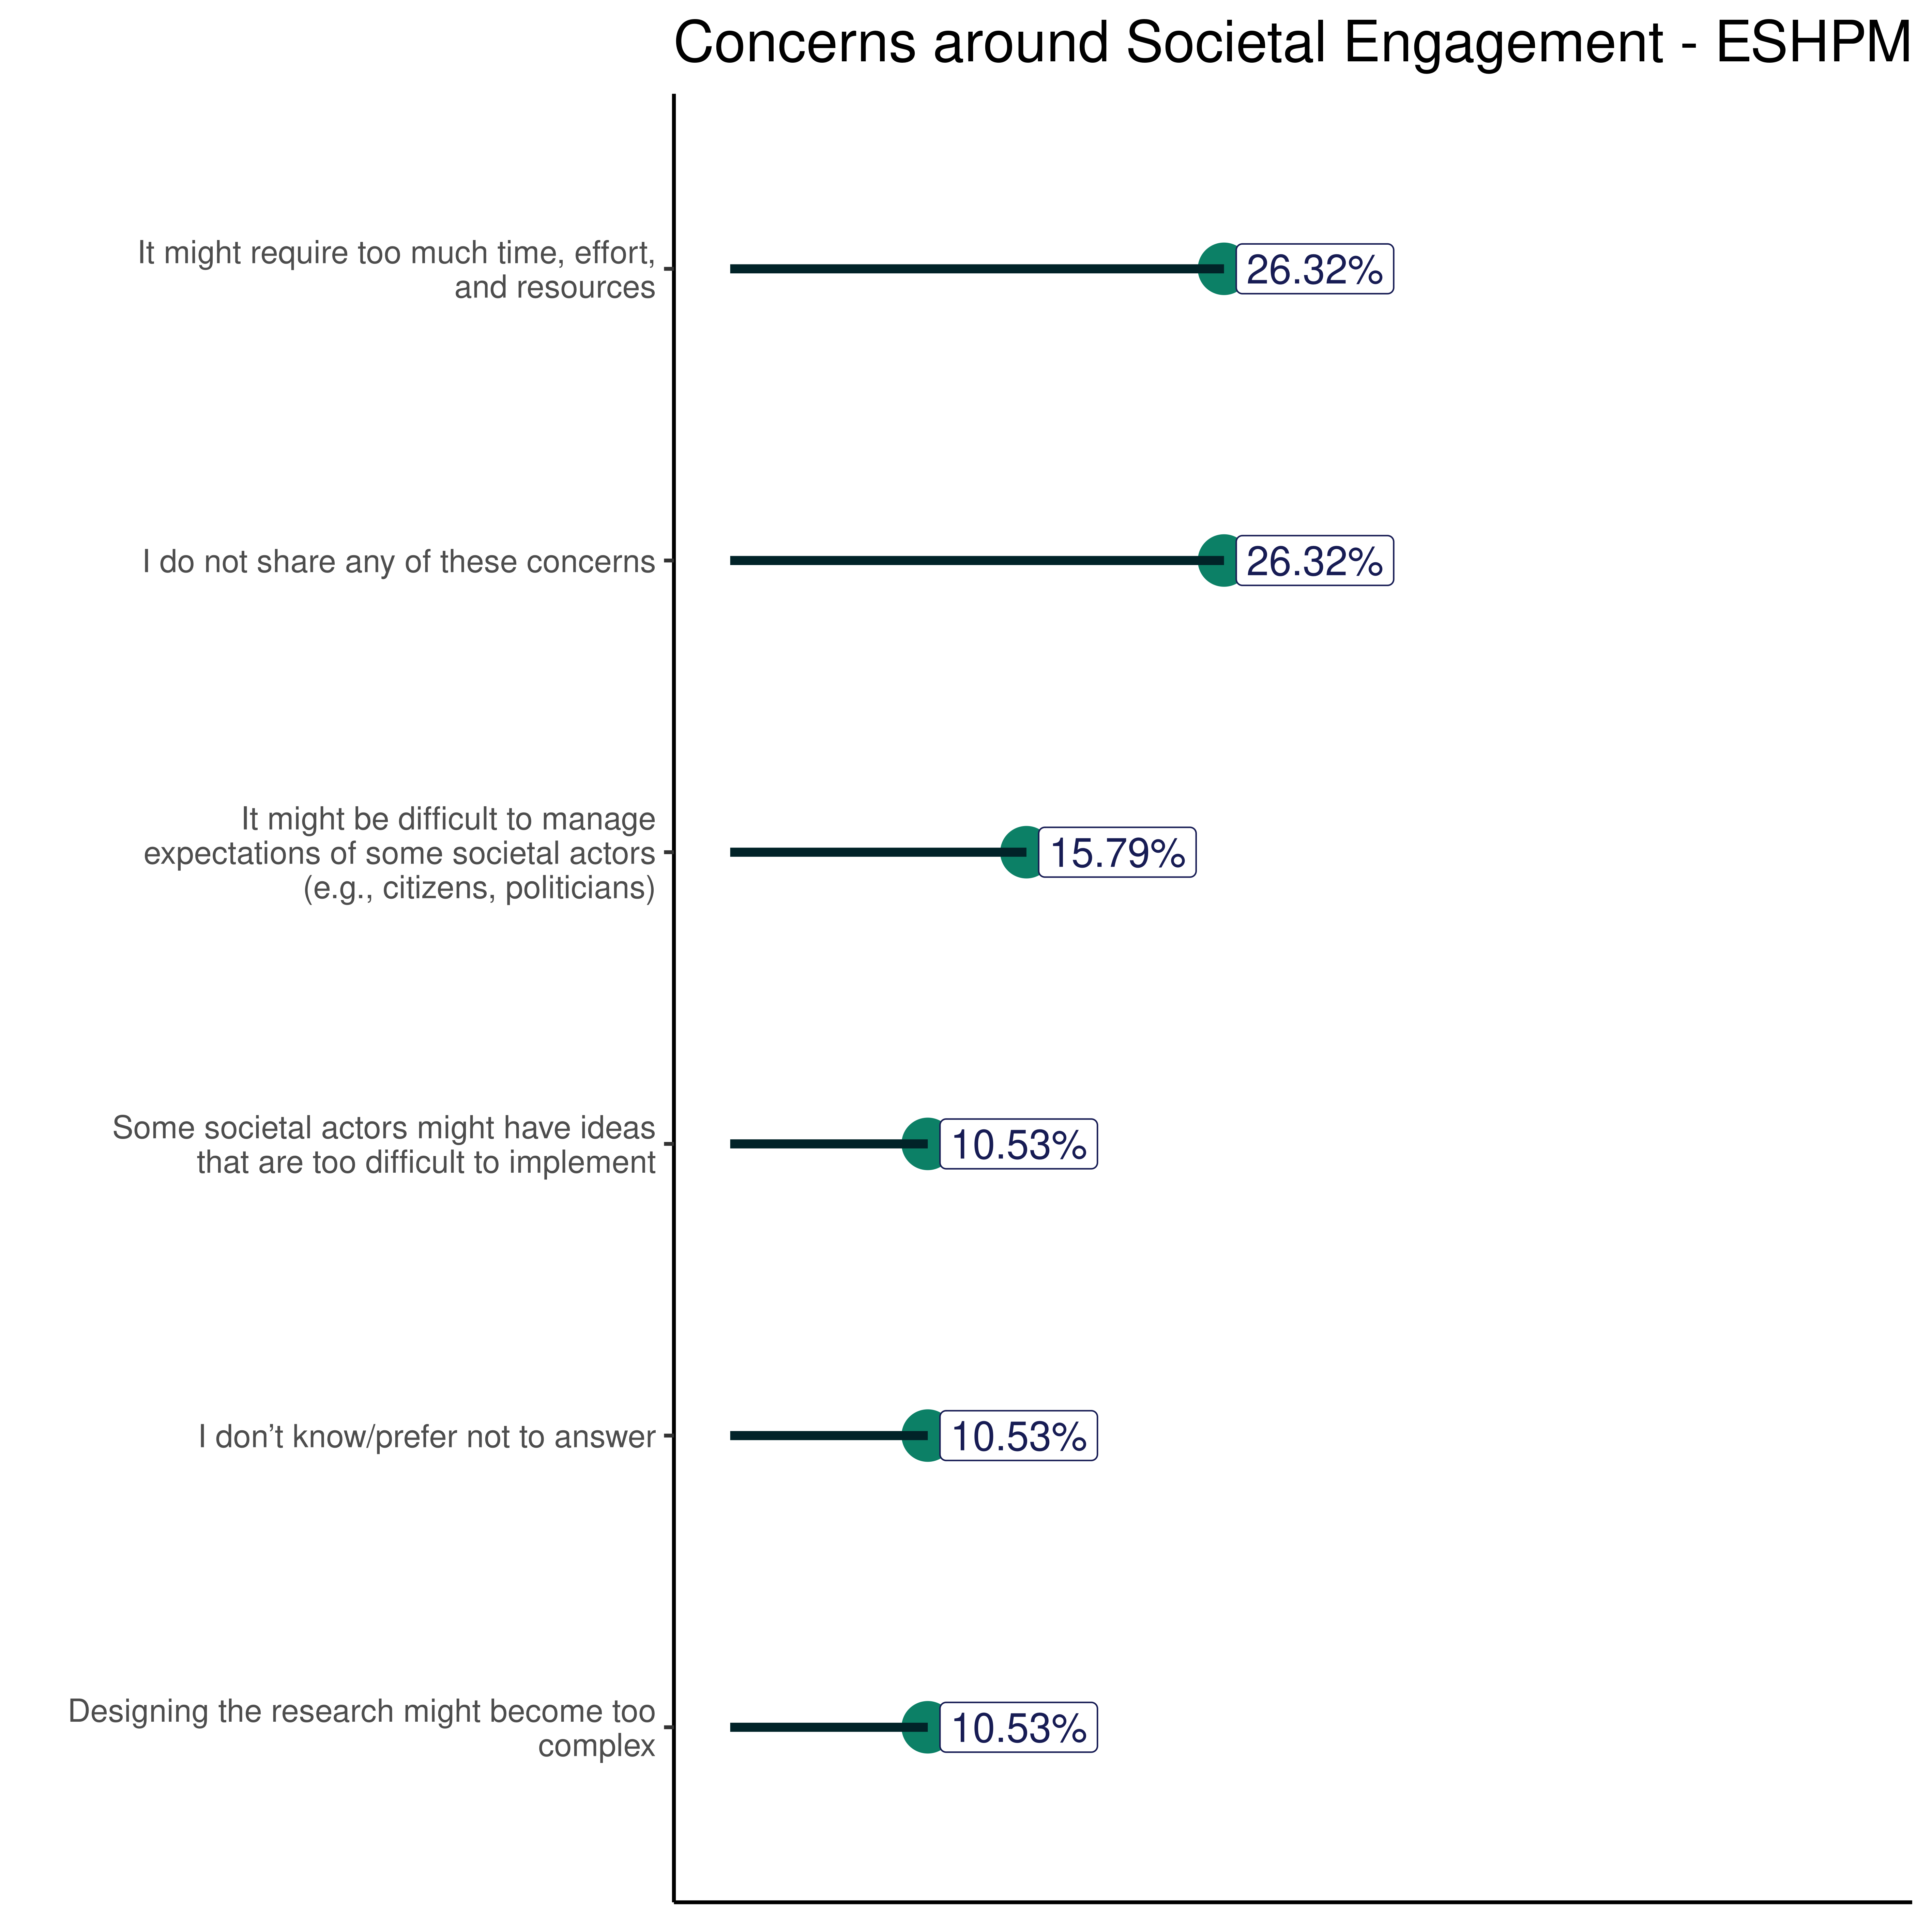 Concerns around Societal Engagement - ESHPM
It might require too much time, effort,
and resources
26.32%
I do not share any of these concerns
26.32%
It might be difficult to manage
expectations of some societal actors
(e.g., citizens, politicians)
15.79%
Some societal actors might have ideas
that are too difficult to implement
10.53%
I don’t know/prefer not to answer
10.53%
Designing the research might become too
complex
10.53%